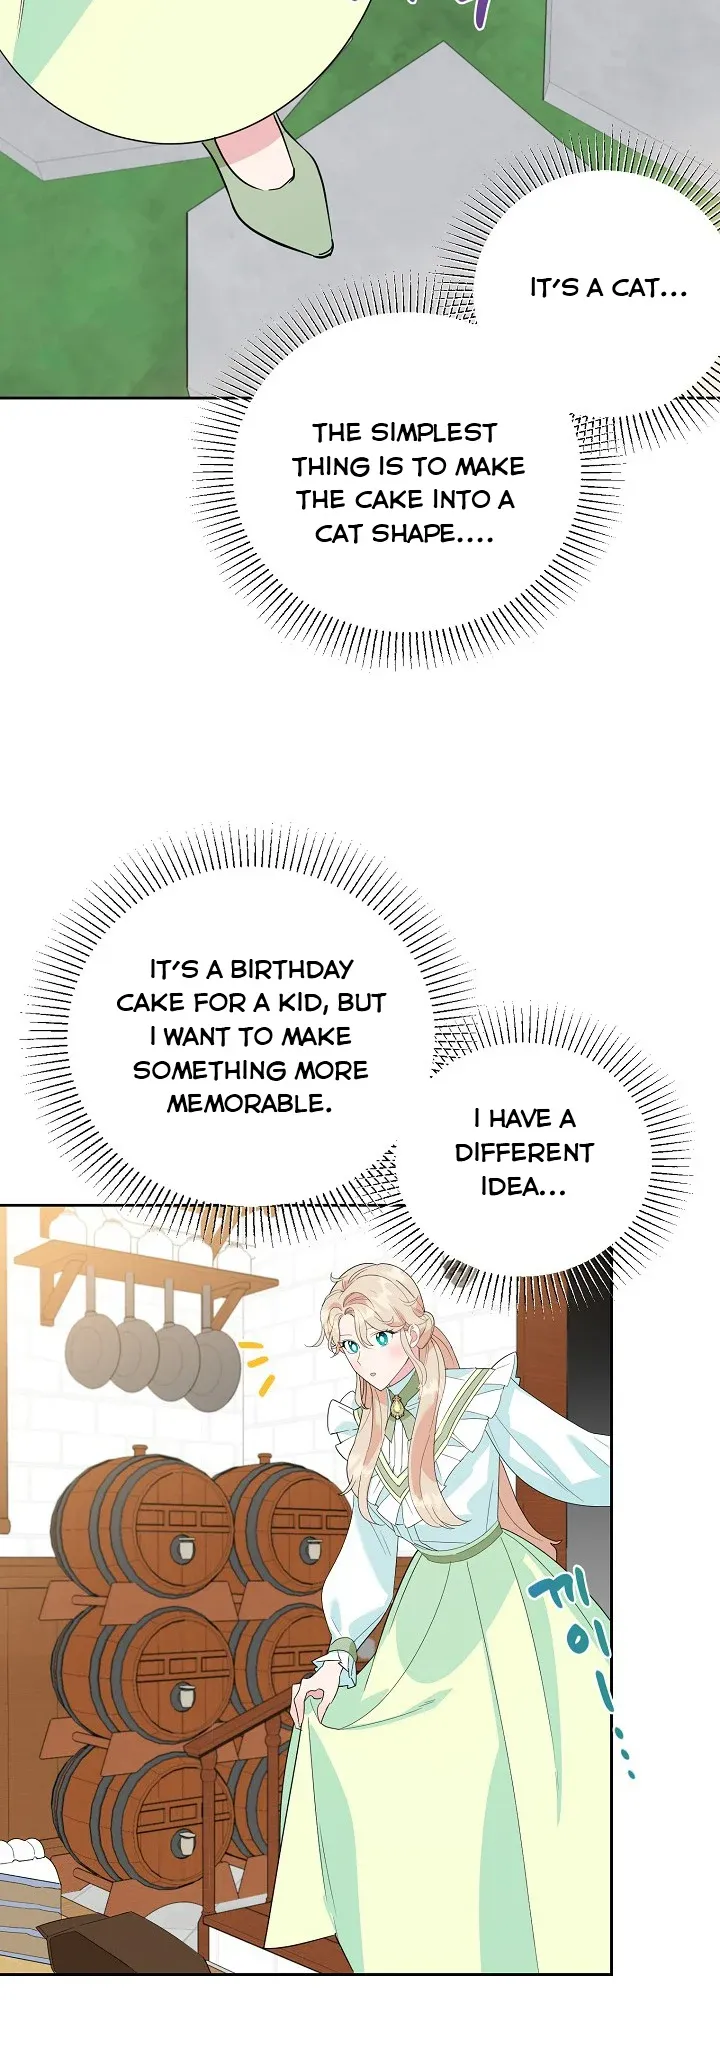 IT'S A CAT...
THE SIMPLEST
THING IS TO MAKE
THE CAKE INTO A
CAT SHAPE....
IT'S A BIRTHDAY
CAKE FOR A KID, BUT
I WANT TO MAKE
SOMETHING MORE
MEMORABLE.
I HAVE A
DIFFERENT
IDEA...
끼
이
이